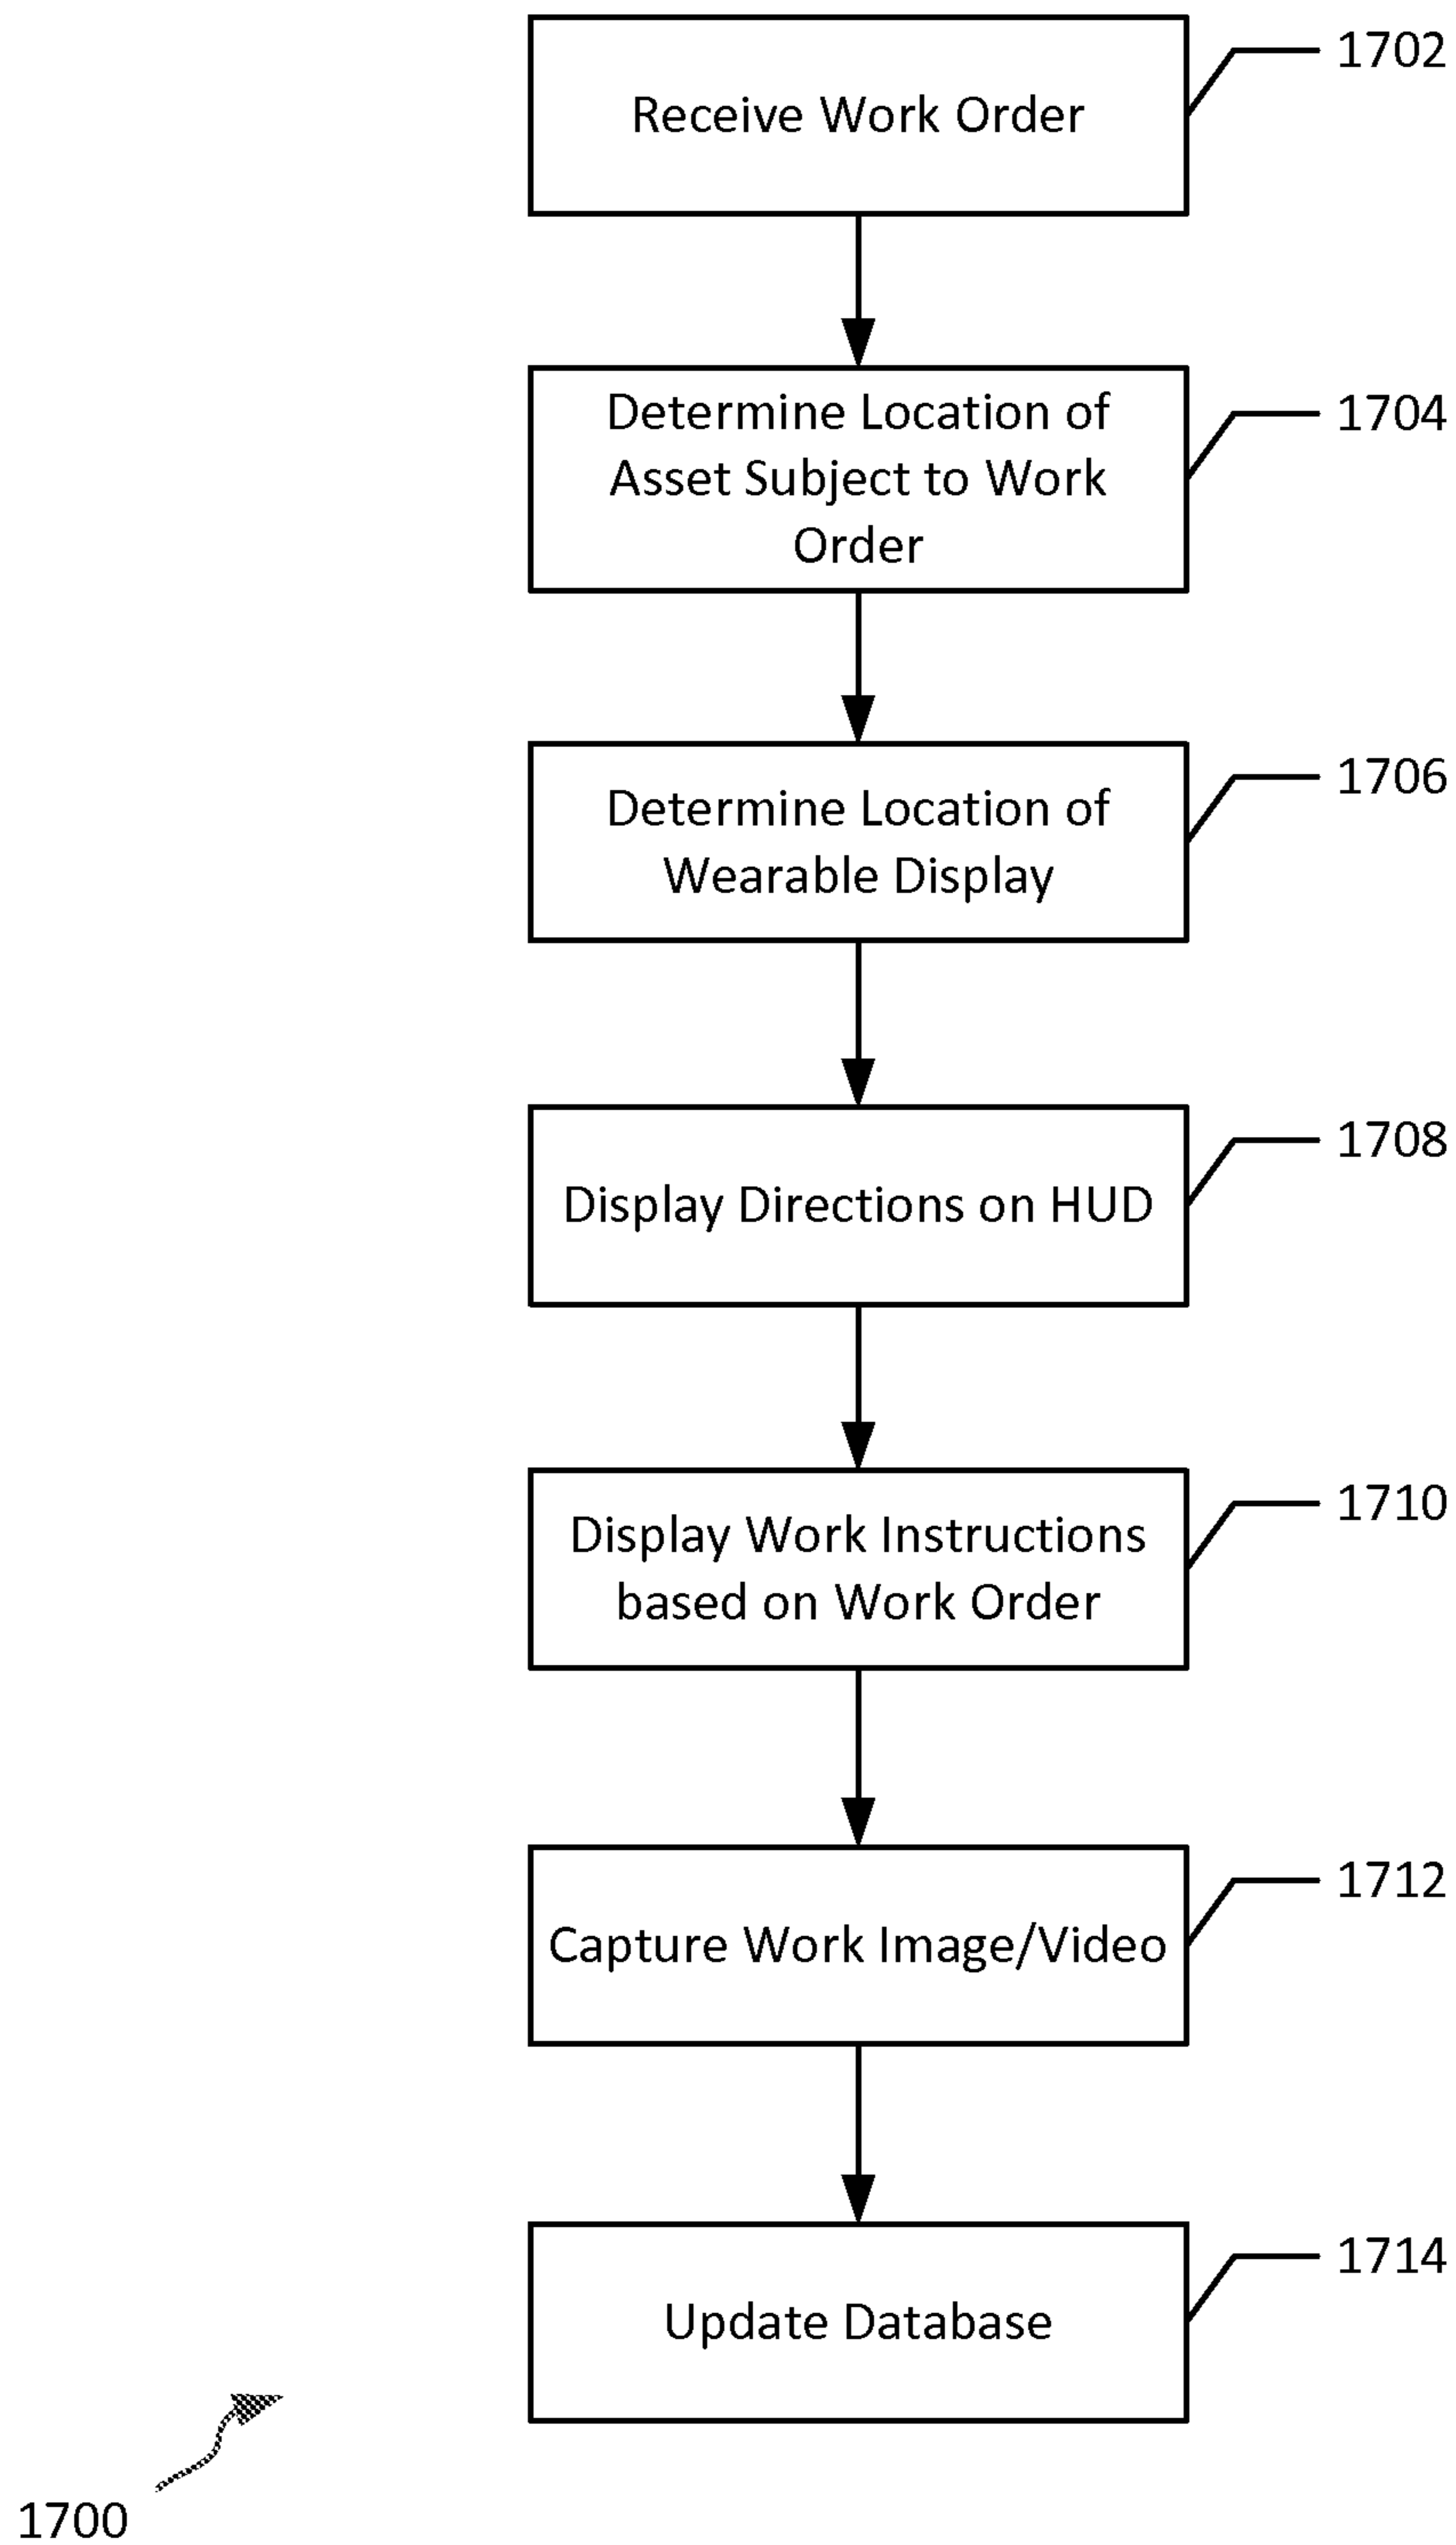 Receive Work Order
1702
Determine Location of
Asset Subject to Work
Order
1704
Determine Location of
Wearable Display
1706
Display Directions on HUD
1708
Display Work Instructions
based on Work Order
1710
Capture Work Image/Video
1712
Update Database
1714
1700